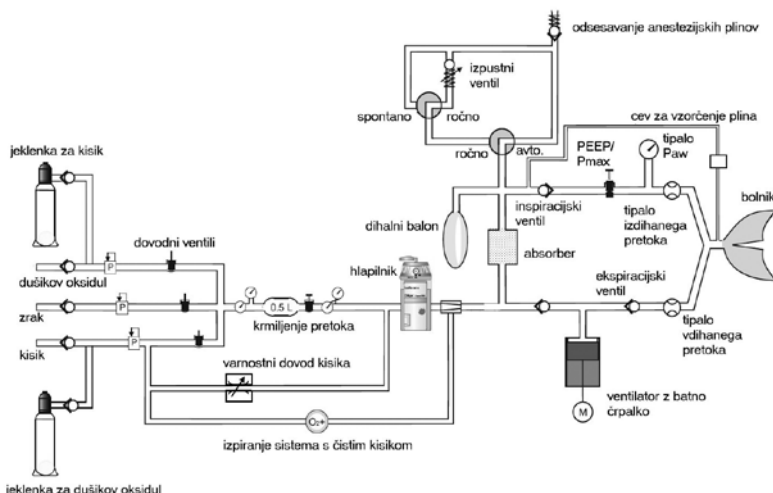 odsesavanje anestezijskih plinov
izpustni
ventil
spontano
ročno
cev za vzorčenje plina
jeklenka za kisik
ročno
avto.
PEEP/
Pmax
tipalo
Paw
bolnik
dihalni balon
inspiracijski
ventil
tipalo
izdihanega
pretoka
dovodni ventili
hlapilnik
absorber
P
dušikov oksidul
ekspiracijski
ventil
zrak
P
0.5 L
krmiljenje pretoka
tipalo
vdihanega
pretoka
kisik
P
varnostni dovod kisika
ventilator z batno
črpalko
M
O2+
izpiranje sistema s čistim kisikom
jeklenka za dušikov oksidul